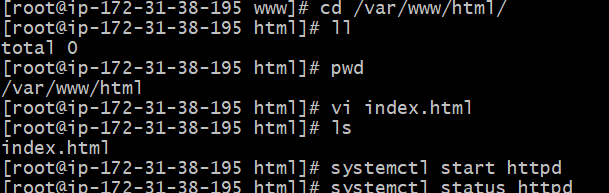 [root@ip-172-31-38-195 www]# cd /var/www/html/
[root@ip-172-31-38-195 html]# ll
total 0
[root@ip-172-31-38-195 html]# pwd
/var/www/html
[root@ip-172-31-38-195 html]# vi index.html
[root@ip-172-31-38-195 html]# ls
index.html
[root@ip-172-31-38-195 html]# systemctl start httpd
[root@ip-172-31-38-195 html]# systemctl status httpd